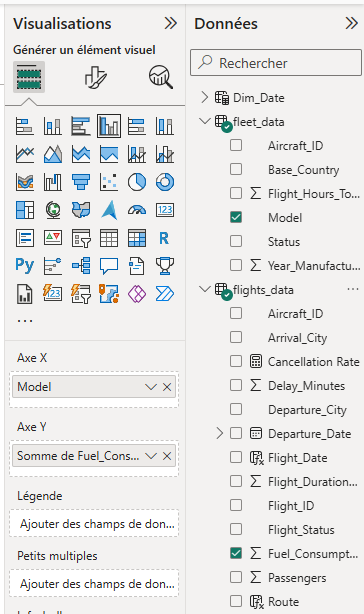 Visualisations
Générer un élément visuel
123
R
Py
123
...
Axe X
Model
Axe Y
Somme de Fuel_Cons...
Légende
Ajouter des champs de don...
Petits multiples
Ajouter des champs de don...
Données
Rechercher
Dim_Date
fleet_data
Aircraft_ID
Base_Country
Flight_Hours_To...
Model
Status
Year_Manufactu...
flights_data
...
Aircraft_ID
Arrival_City
Cancellation Rate
Delay_Minutes
Departure_City
Departure_Date
Flight_Date
Flight_Duration...
Flight_ID
Flight_Status
Fuel_Consumpt...
Passengers
Route